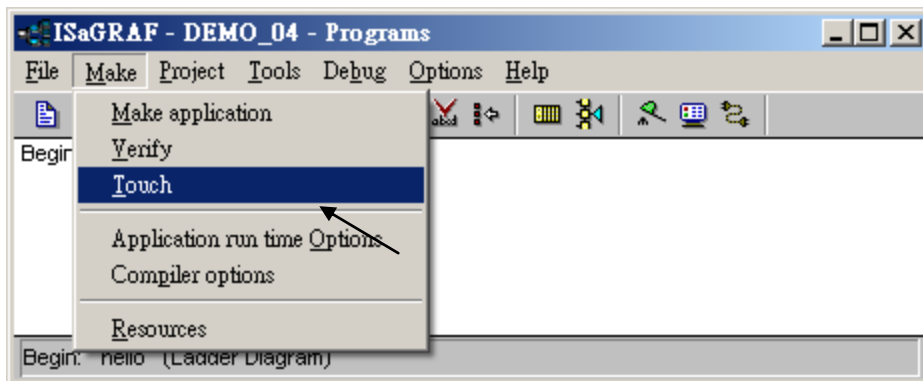 ISaGRAF - DEMO_04 - Programs
File Make Project Tools Debug Options Help
Make application
Begin
Verify
Touch
Application run time Options
Compiler options
Resources
Begin: hello (Ladder Diagram)